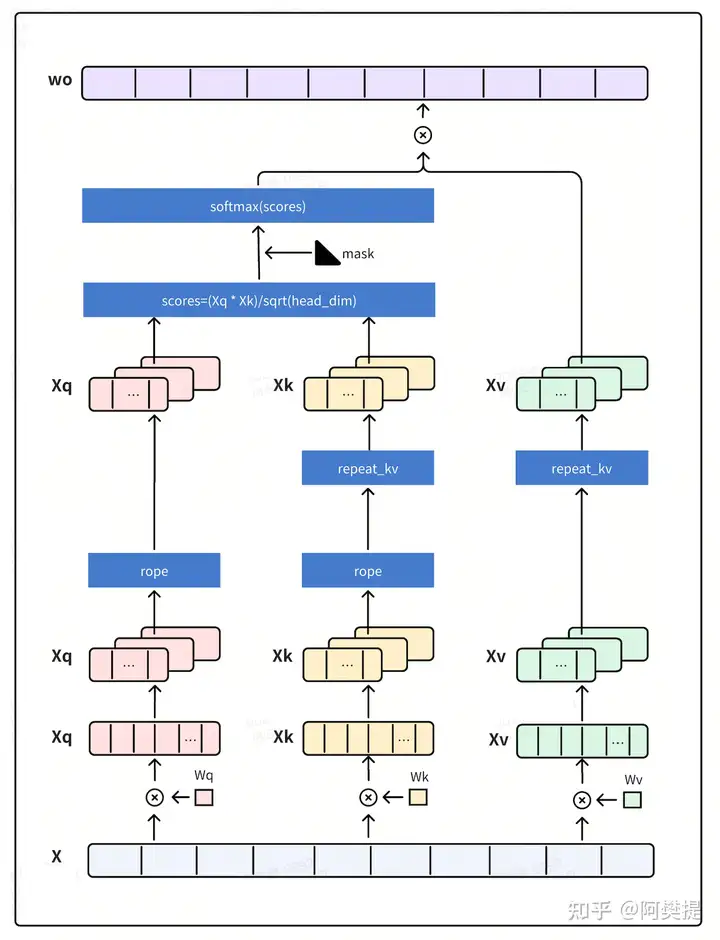 wo
softmax(scores)
mask
scores=(Xq * Xk)/sqrt(head_dim)
Xq
...
Xk
...
Xv
...
repeat_kv
repeat_kv
rope
rope
Xq
...
Xk
...
Xv
...
Xq
...
Xk
...
Xv
...
Wq
Wk
Wv
X
知乎 @阿樊提